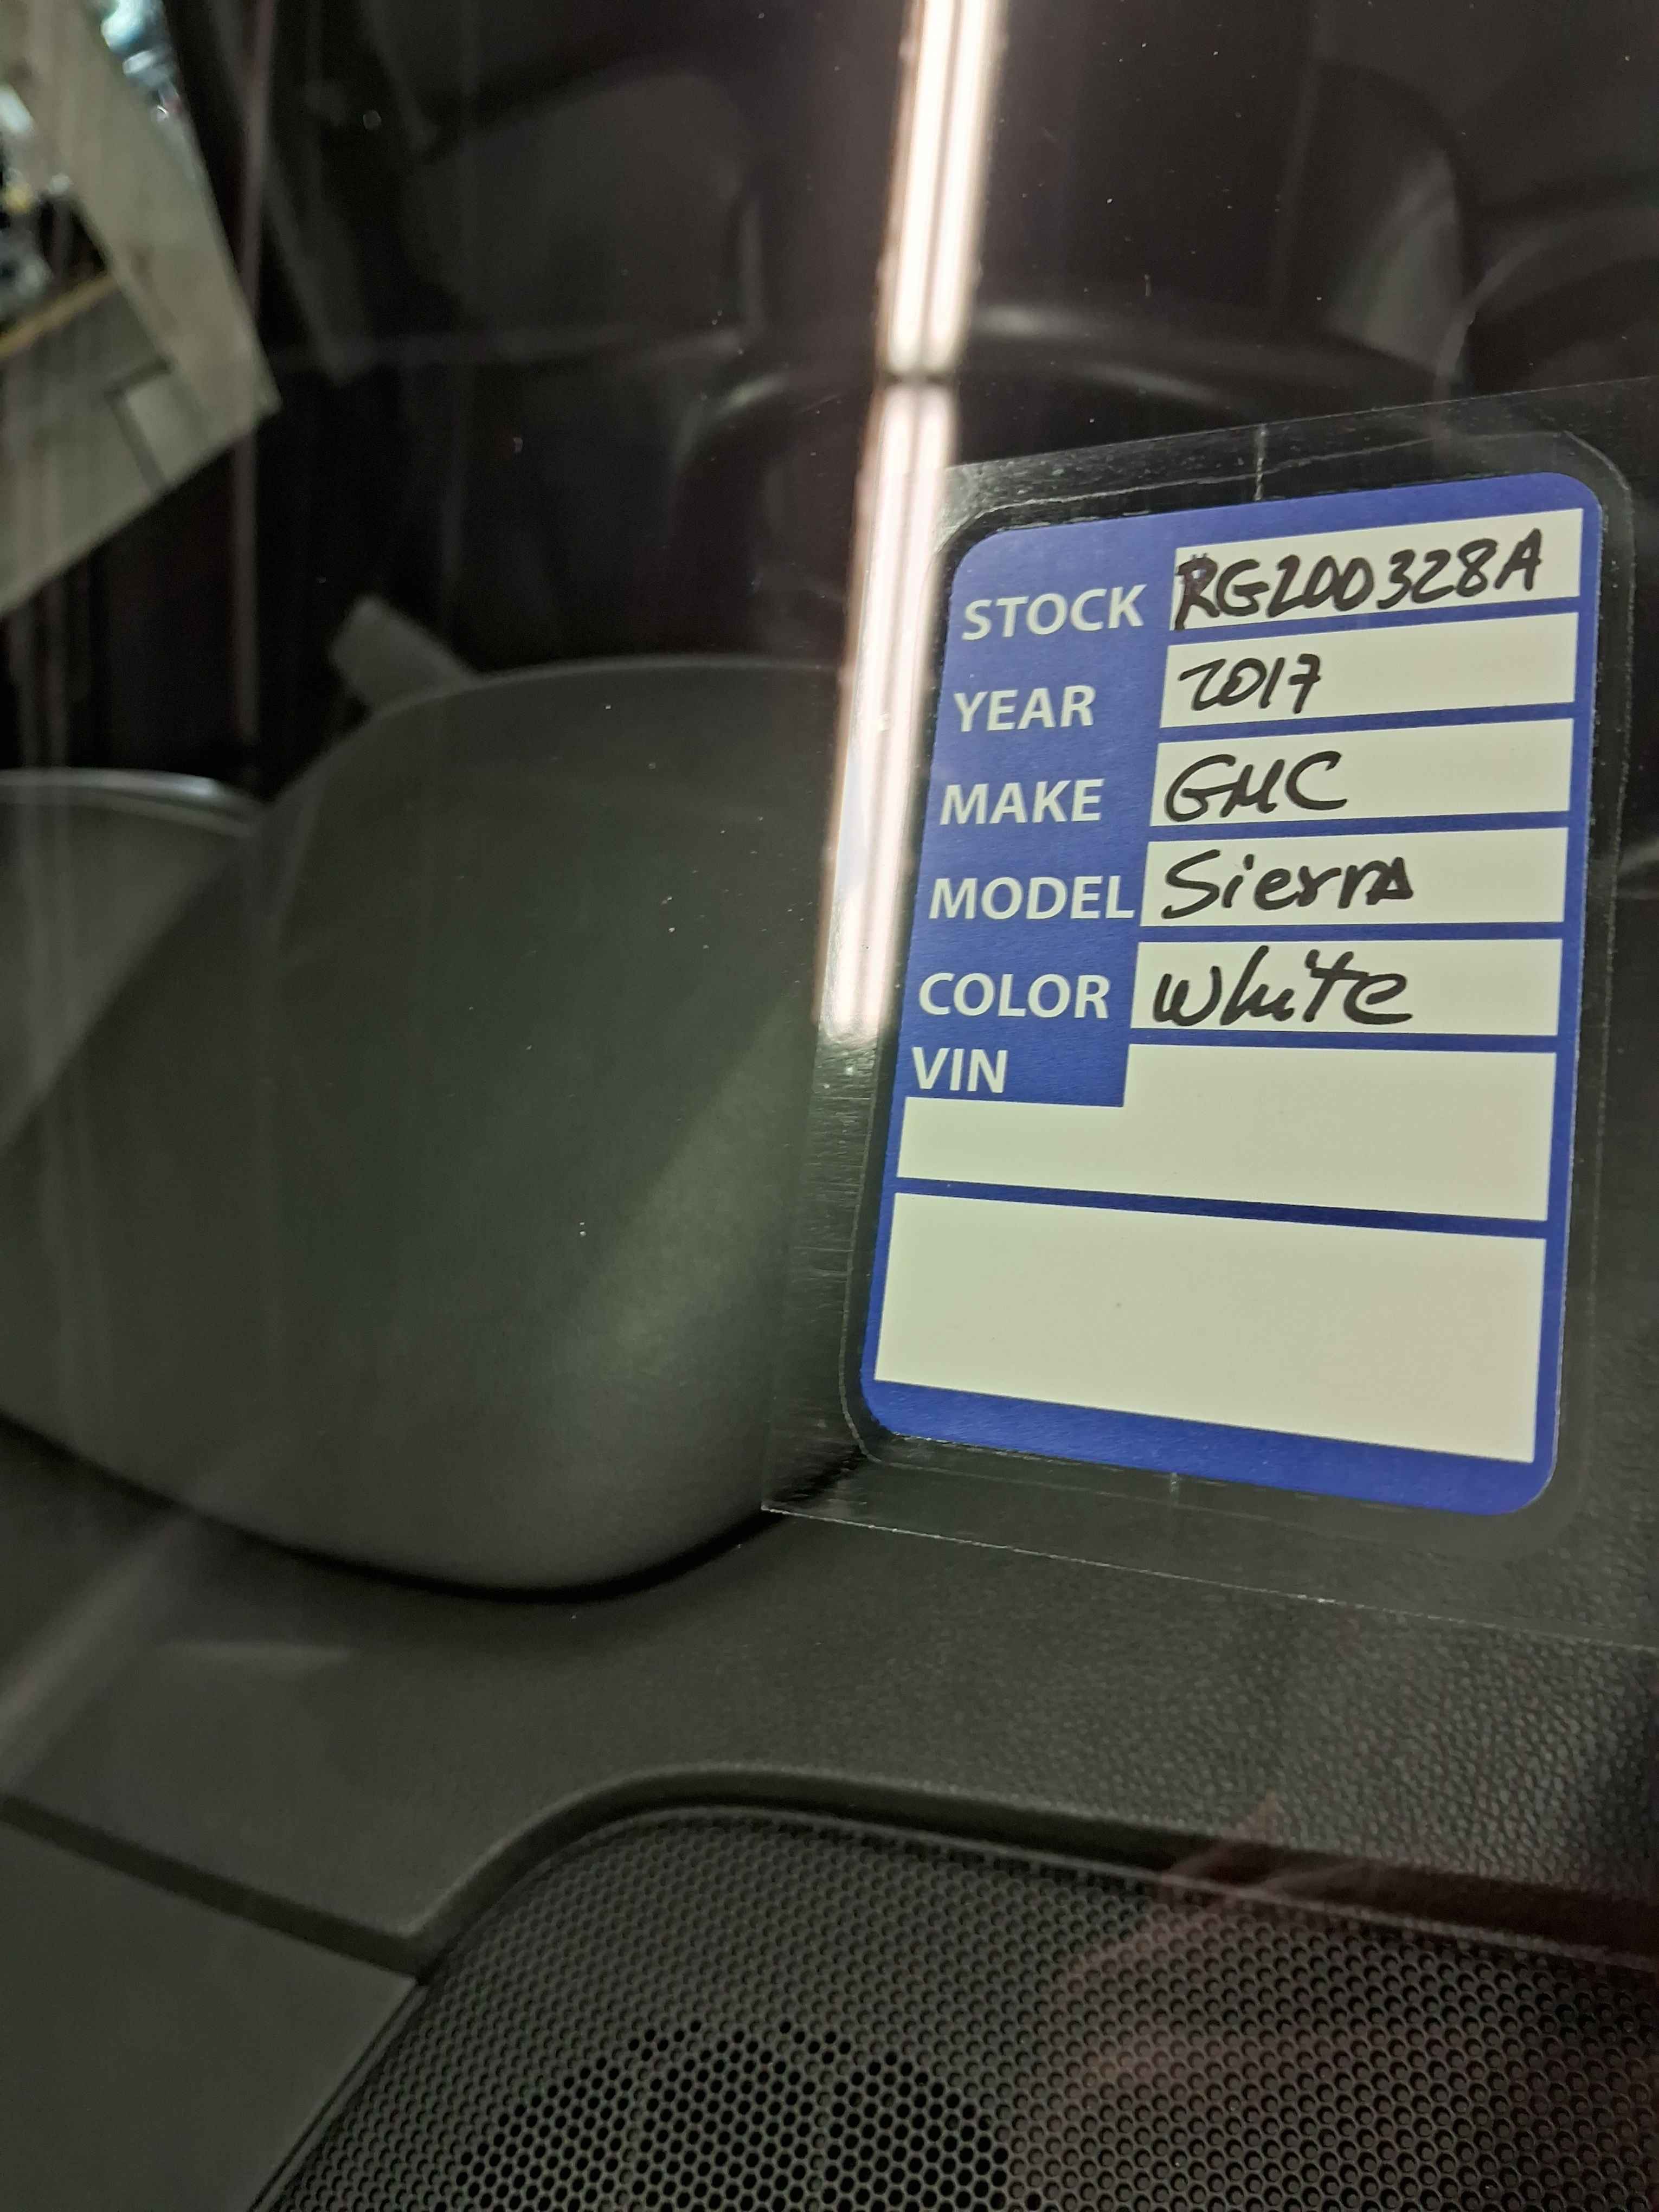 STOCK RG200328A
YEAR 2017
MAKE GMC
MODEL Sierra
COLOR White
VIN